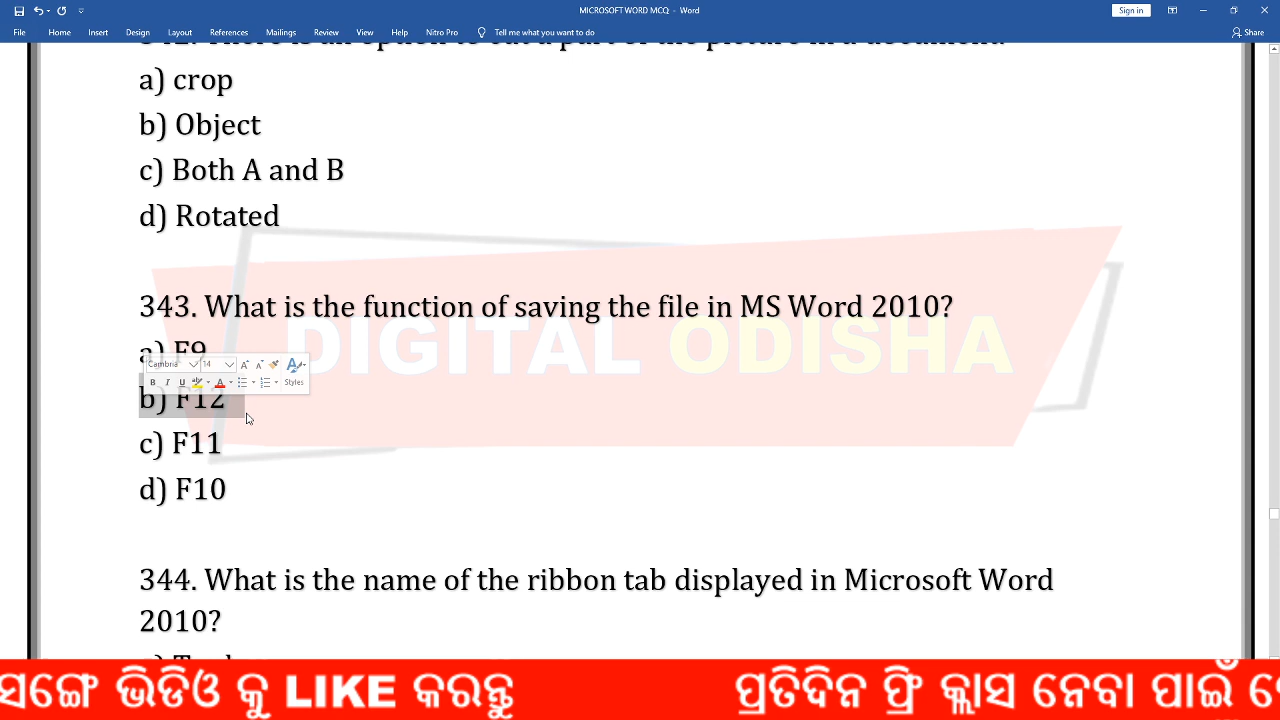 MICROSOFT WORD MCQ - Word
Sign in
File Home Insert Design Layout References Mailings Review View Help Nitro Pro Tell me what you want to do
Share
a) crop
b) Object
c) Both A and B
d) Rotated
343. What is the function of saving the file in MS Word 2010?
DIGITAL ODISHA
a) F9
Cambria 14
B I U Styles
b) F12
c) F11
d) F10
344. What is the name of the ribbon tab displayed in Microsoft Word
2010?
ସଙ୍ଗେ ଭିଡିଓ କୁ LIKE କରନ୍ତୁ ପ୍ରତିଦିନ ଫ୍ରି କ୍ଲାସ ନେବା ପାଇଁ